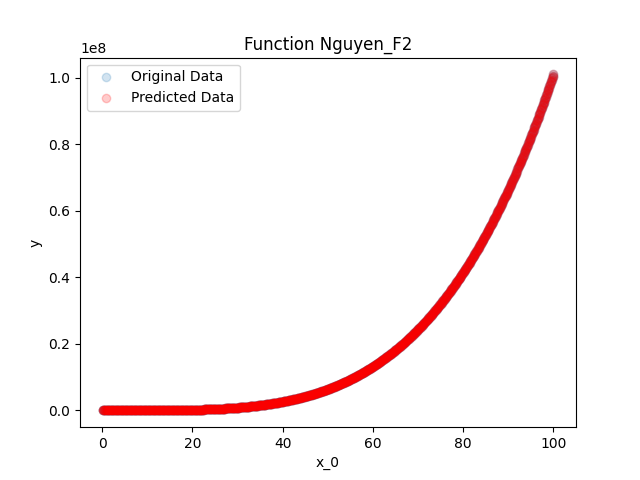 Function Nguyen_F2
1e8
Original Data
Predicted Data
1.0
0.8
0.6
0.4
0.2
0.0
y
0 20 40 60 80 100
x_0